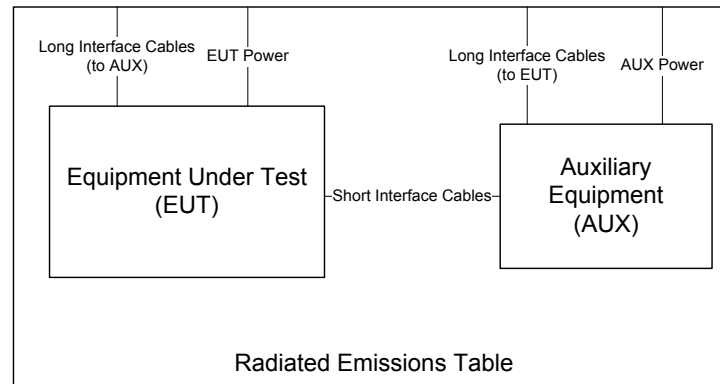 Long Interface Cables
(to AUX)
EUT Power
Long Interface Cables
(to EUT)
AUX Power
Equipment Under Test
(EUT)
Short Interface Cables
Auxiliary
Equipment
(AUX)
Radiated Emissions Table